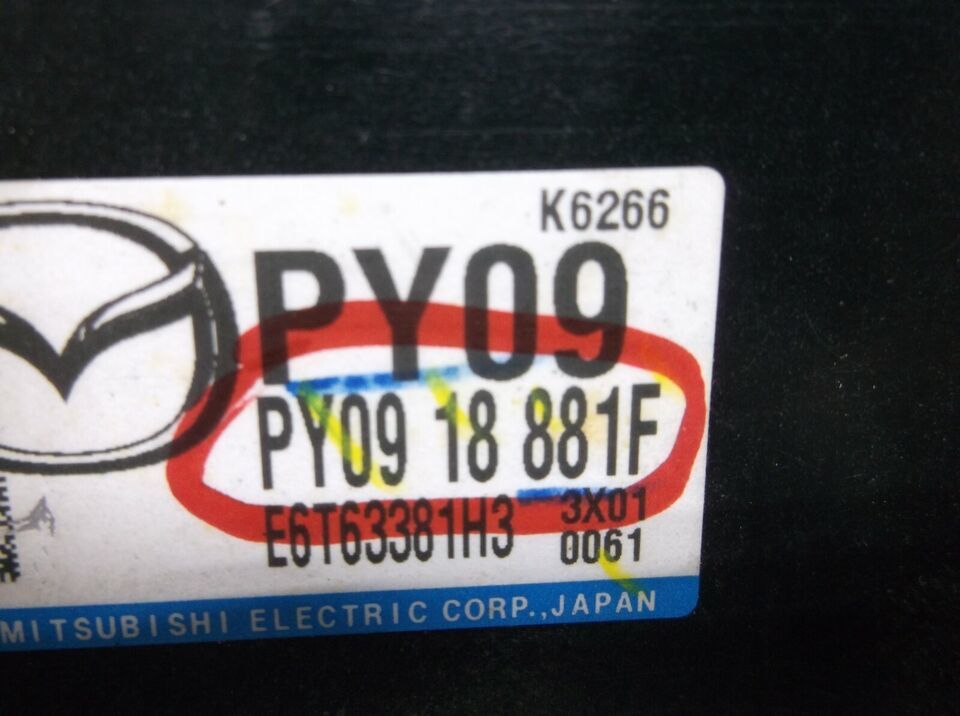 K6266
PY09
PY09 18 881F
E6T63381H3 3X01
0061
MITSUBISHI ELECTRIC CORP.,JAPAN